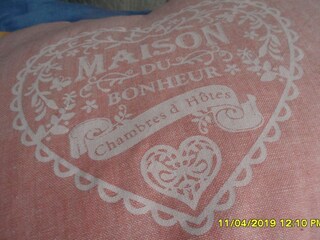 MAISON
DU
BONHEUR
Chambres d'Hôtes
11/04/2019 12:10 PM